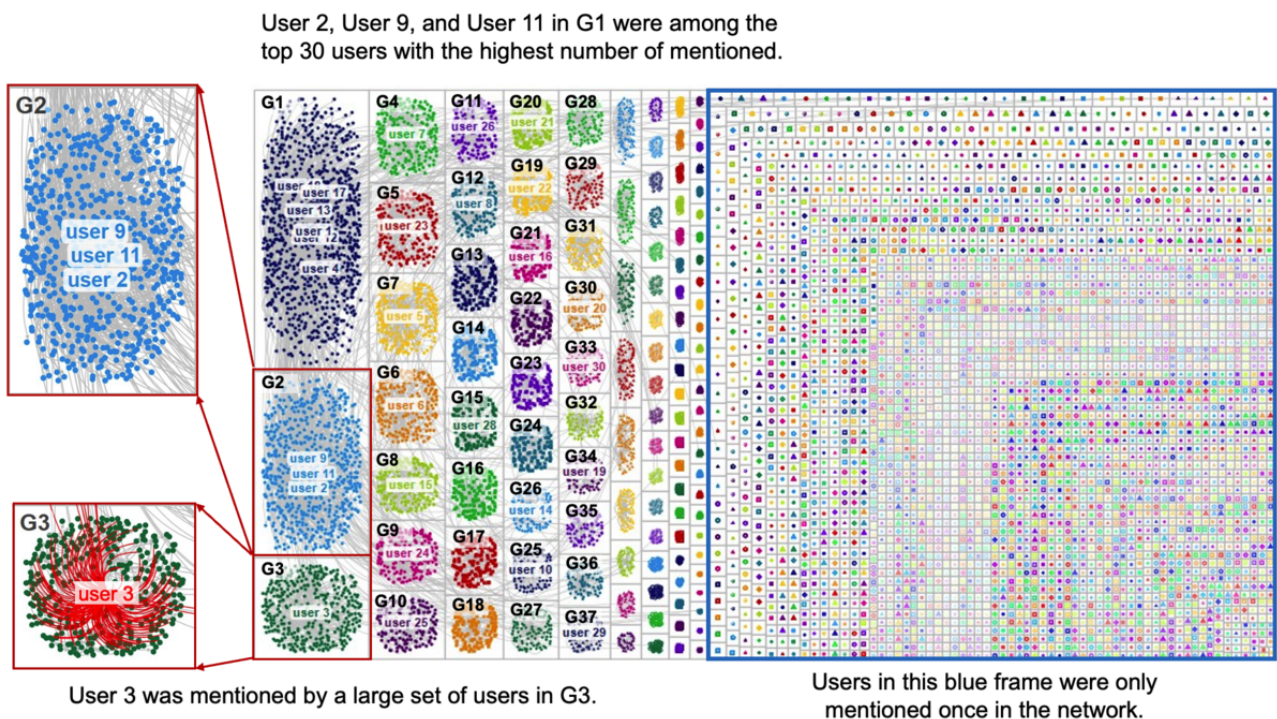 User 2, User 9, and User 11 in G1 were among the
top 30 users with the highest number of mentioned.
G2
user 9
user 11
user 2
G3
user 3
G1
user 17
user 13
user 1
user 4
G2
user 9
user 11
user 2
G3
user 3
G4
user 7
G5
user 23
G7
user 5
G6
user 6
G8
user 15
G9
user 24
G10
user 25
G11
user 26
G12
user 8
G13
G14
G15
user 28
G16
G17
G18
G20
user 21
G19
user 22
G21
user 16
G22
G23
G24
G26
user 14
G25
user 10
G27
G28
G29
G31
G30
user 20
G33
user 30
G32
G34
user 19
G35
G36
G37
user 29
User 3 was mentioned by a large set of users in G3.
Users in this blue frame were only
mentioned once in the network.